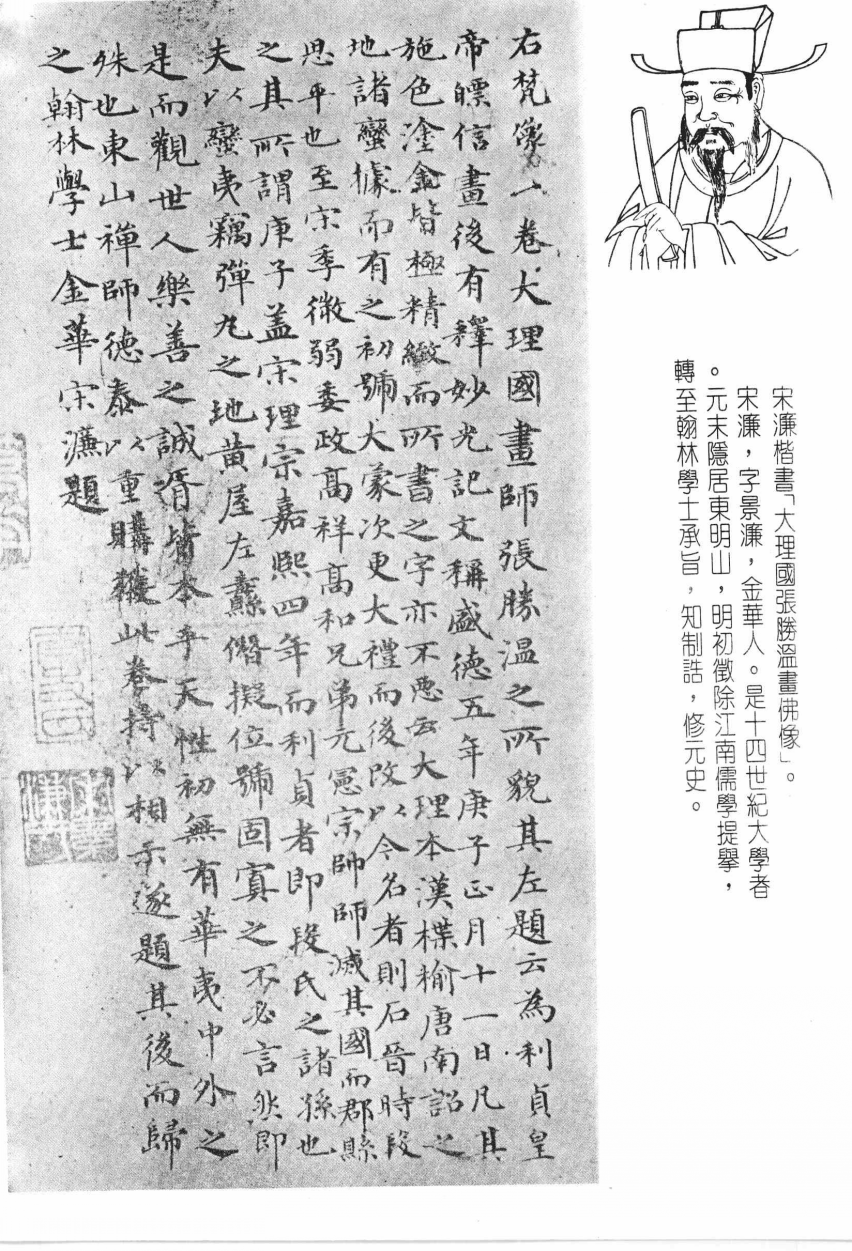 宋濂楷書「大理國張勝溫畫佛像」。
宋濂，字景濂，金華人。是十四世紀大學者
。元末隱居東明山，明初徵除江南儒學提舉，
轉至翰林學士承旨，知制誥，修元史。
右梵像一卷大理國畫師張勝溫之所貌其左題云為利貞皇
帝㬓信畫後有釋妙光記文稱盛德五年庚子正月十一日凡其
施色塗金皆極精緻而所書之字亦不惡云大理本漢楪榆唐南詔之
地諸蠻據而有之初號大蒙次更大禮而後改以今名者則石晉時段
思平也至宋季微弱委政高祥高和兄弟元憲宗帥師滅其國而郡縣
之其所謂庚子蓋宋理宗嘉熙四年而利貞者即段氏之諸孫也
夫以蠻夷竊彈丸之地黃屋左纛僭擬位號固寘之不必言然即
是而觀世人樂善之誠胥皆本乎天性初無有華夷中外之
殊也東山禪師德泰以重購獲此卷持以相示遂題其後而歸
之翰林學士金華宋濂題